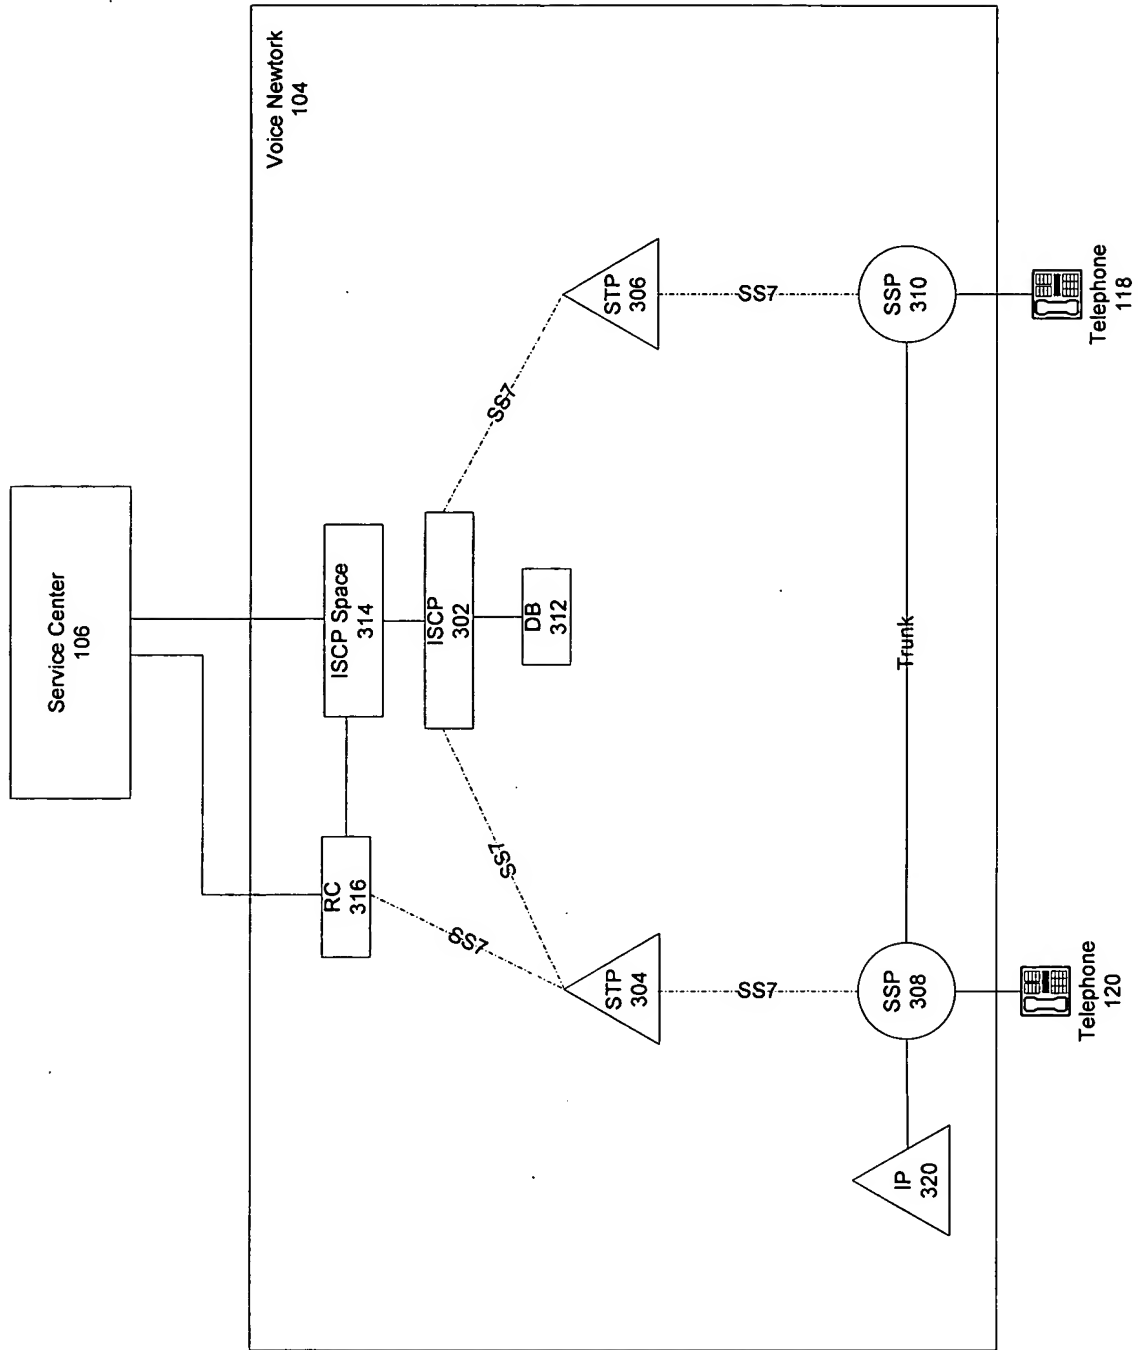 Service Center
106
Voice Newtork
104
ISCP Space
314
RC
316
ISCP
302
DB
312
SS7
SS7
SS7
STP
304
STP
306
SS7
SS7
IP
320
SSP
308
Trunk
SSP
310
Telephone
120
Telephone
118